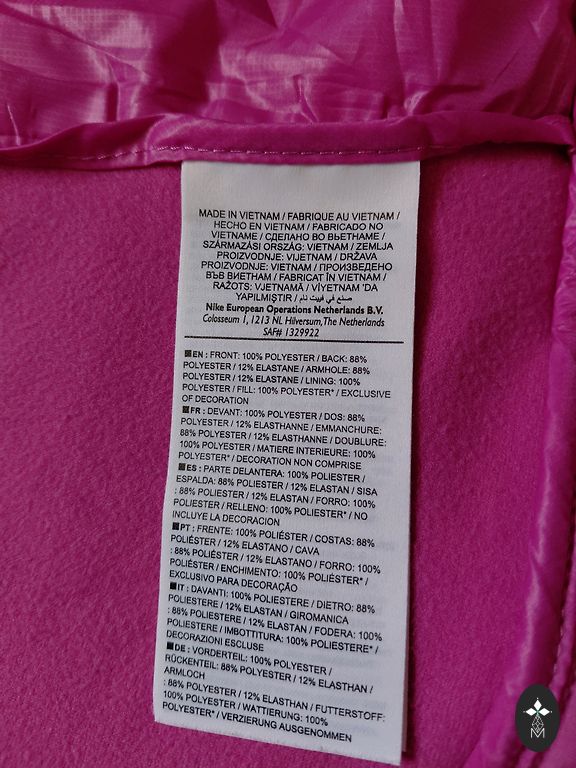 MADE IN VIETNAM / FABRIQUE AU VIETNAM /
HECHO EN VIETNAM / FABRICADO NO
VIETNAME / СДЕЛАНО ВО ВЬЕТНАМЕ /
SZÁRMAZÁSI ORSZÁG: VIETNAM / ZEMLJA
PROIZVODNJE: VIJETNAM / DRŽAVA
PROIZVODNJE: VIETNAM / ПРОИЗВЕДЕНО
ВЪВ ВИЕТНАМ / FABRICAT ÎN VIETNAM /
RAŽOTS: VJETNAMĀ / VİYETNAM 'DA
YAPILMIŞTIR / صنع في فييت نام
Nike European Operations Netherlands B.V.
Colosseum 1, 1213 NL Hilversum, The Netherlands
SAF# 1329922
■EN : FRONT: 100% POLYESTER / BACK: 88%
POLYESTER / 12% ELASTANE / ARMHOLE: 88%
POLYESTER / 12% ELASTANE / LINING: 100%
POLYESTER / FILL: 100% POLYESTER* / EXCLUSIVE
OF DECORATION
■FR : DEVANT: 100% POLYESTER / DOS: 88%
POLYESTER / 12% ELASTHANNE / EMMANCHURE:
88% POLYESTER / 12% ELASTHANNE / DOUBLURE:
100% POLYESTER / MATIERE INTERIEURE: 100%
POLYESTER* / DECORATION NON COMPRISE
■ES : PARTE DELANTERA: 100% POLIESTER /
ESPALDA: 88% POLIESTER / 12% ELASTAN / SISA
: 88% POLIESTER / 12% ELASTAN / FORRO: 100%
POLIESTER / RELLENO: 100% POLIESTER* / NO
INCLUYE LA DECORACION
■PT : FRENTE: 100% POLIÉSTER / COSTAS: 88%
POLIÉSTER / 12% ELASTANO / CAVA
: 88% POLIÉSTER / 12% ELASTANO / FORRO: 100%
POLIÉSTER / ENCHIMENTO: 100% POLIÉSTER* /
EXCLUSIVO PARA DECORAÇÃO
■IT : DAVANTI: 100% POLIESTERE / DIETRO: 88%
POLIESTERE / 12% ELASTAN / GIROMANICA
: 88% POLIESTERE / 12% ELASTAN / FODERA: 100%
POLIESTERE / IMBOTTITURA: 100% POLIESTERE* /
DECORAZIONI ESCLUSE
■DE : VORDERTEIL: 100% POLYESTER /
RÜCKENTEIL: 88% POLYESTER / 12% ELASTHAN /
ARMLOCH
: 88% POLYESTER / 12% ELASTHAN / FUTTERSTOFF:
100% POLYESTER / WATTIERUNG: 100%
POLYESTER* / VERZIERUNG AUSGENOMMEN
M